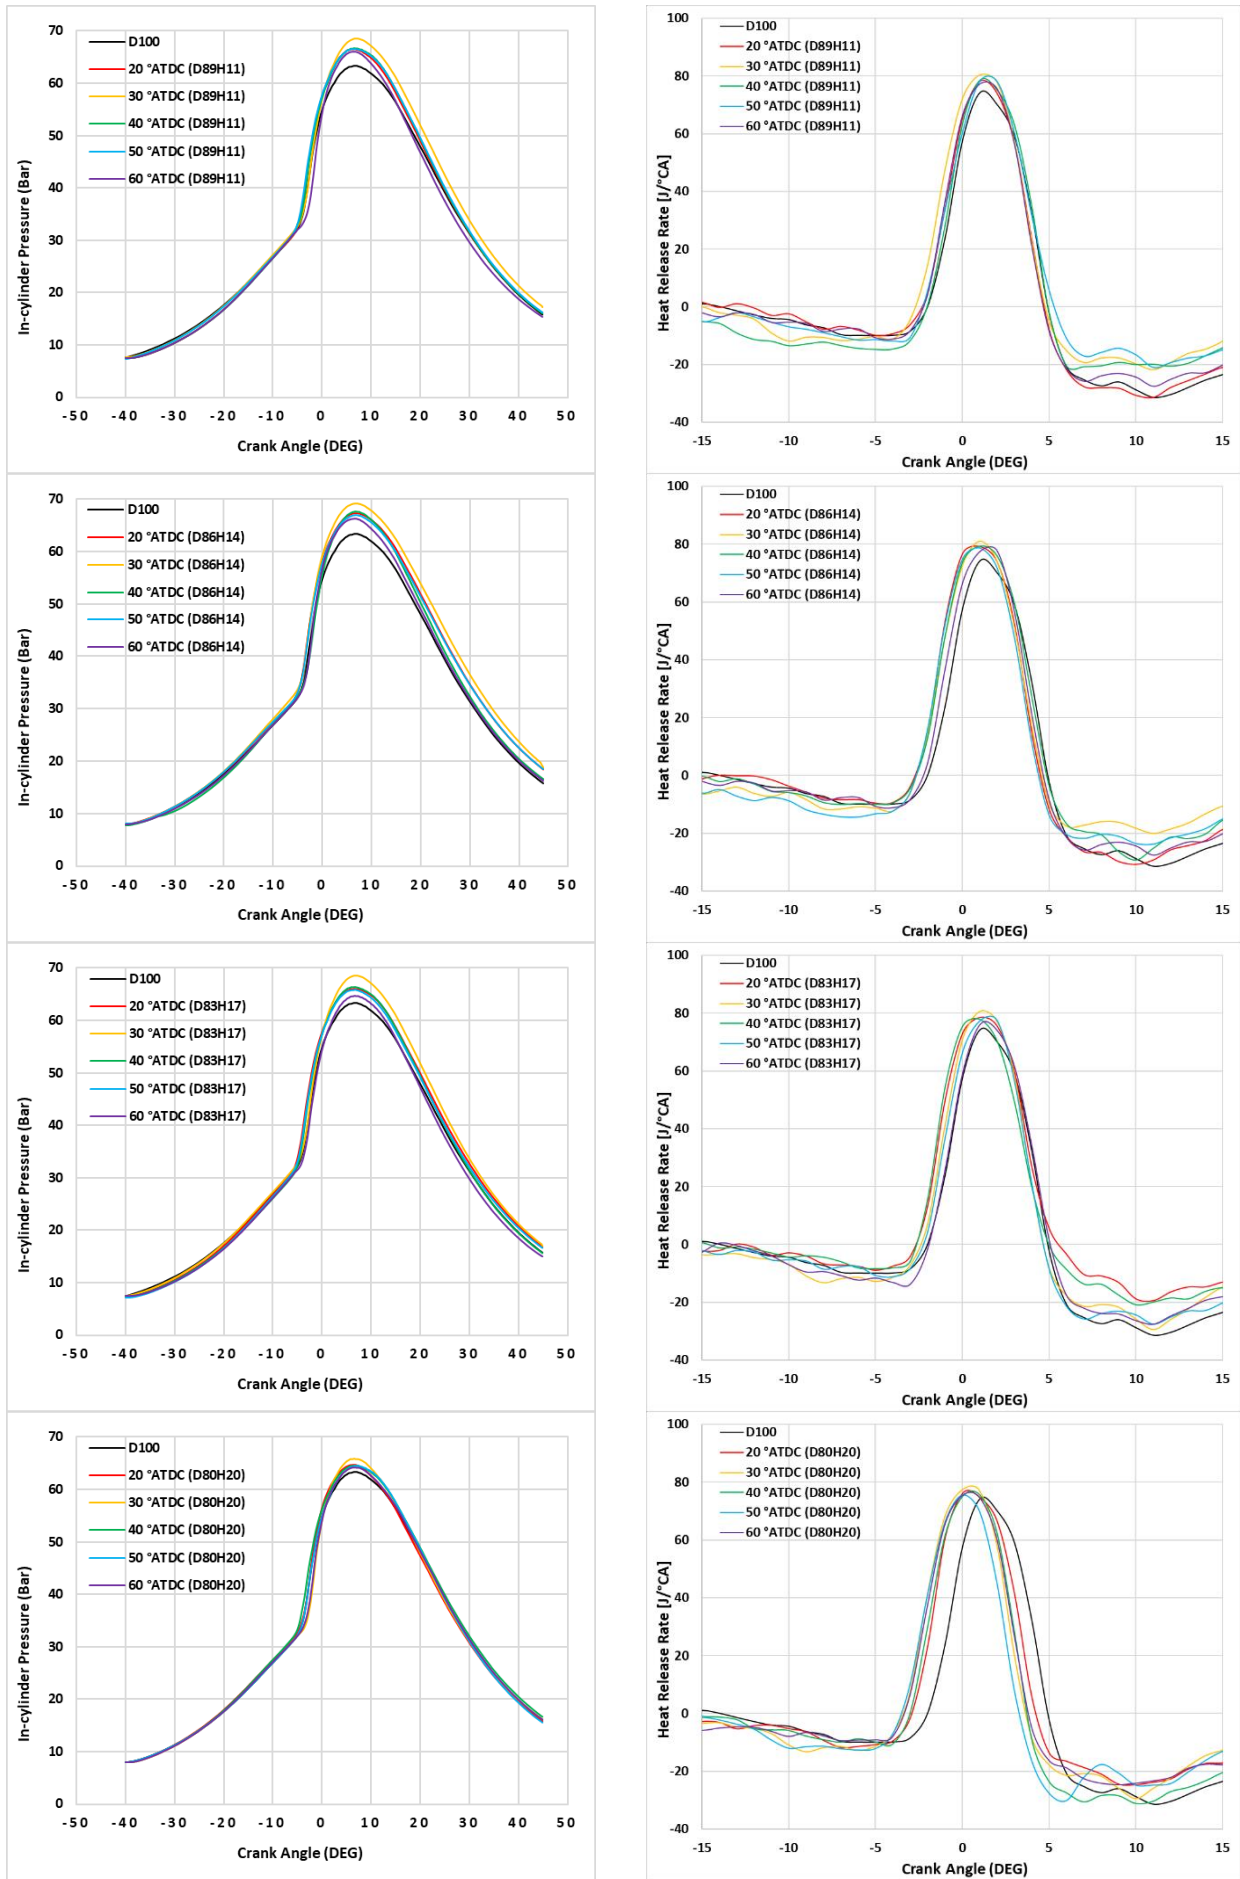 70
60
50
40
30
20
10
0
-50 -40 -30 -20 -10 0 10 20 30 40 50
In-cylinder Pressure (Bar)
Crank Angle (DEG)
D100
20 °ATDC (D89H11)
30 °ATDC (D89H11)
40 °ATDC (D89H11)
50 °ATDC (D89H11)
60 °ATDC (D89H11)
100
80
60
40
20
0
-20
-40
-15 -10 -5 0 5 10 15
Heat Release Rate [J/°CA]
Crank Angle (DEG)
D100
20 °ATDC (D89H11)
30 °ATDC (D89H11)
40 °ATDC (D89H11)
50 °ATDC (D89H11)
60 °ATDC (D89H11)
70
60
50
40
30
20
10
0
-50 -40 -30 -20 -10 0 10 20 30 40 50
In-cylinder Pressure (Bar)
Crank Angle (DEG)
D100
20 °ATDC (D86H14)
30 °ATDC (D86H14)
40 °ATDC (D86H14)
50 °ATDC (D86H14)
60 °ATDC (D86H14)
100
80
60
40
20
0
-20
-40
-15 -10 -5 0 5 10 15
Heat Release Rate [J/°CA]
Crank Angle (DEG)
D100
20 °ATDC (D86H14)
30 °ATDC (D86H14)
40 °ATDC (D86H14)
50 °ATDC (D86H14)
60 °ATDC (D86H14)
70
60
50
40
30
20
10
0
-50 -40 -30 -20 -10 0 10 20 30 40 50
In-cylinder Pressure (Bar)
Crank Angle (DEG)
D100
20 °ATDC (D83H17)
30 °ATDC (D83H17)
40 °ATDC (D83H17)
50 °ATDC (D83H17)
60 °ATDC (D83H17)
100
80
60
40
20
0
-20
-40
-15 -10 -5 0 5 10 15
Heat Release Rate [J/°CA]
Crank Angle (DEG)
D100
20 °ATDC (D83H17)
30 °ATDC (D83H17)
40 °ATDC (D83H17)
50 °ATDC (D83H17)
60 °ATDC (D83H17)
70
60
50
40
30
20
10
0
-50 -40 -30 -20 -10 0 10 20 30 40 50
In-cylinder Pressure (Bar)
Crank Angle (DEG)
D100
20 °ATDC (D80H20)
30 °ATDC (D80H20)
40 °ATDC (D80H20)
50 °ATDC (D80H20)
60 °ATDC (D80H20)
100
80
60
40
20
0
-20
-40
-15 -10 -5 0 5 10 15
Heat Release Rate [J/°CA]
Crank Angle (DEG)
D100
20 °ATDC (D80H20)
30 °ATDC (D80H20)
40 °ATDC (D80H20)
50 °ATDC (D80H20)
60 °ATDC (D80H20)